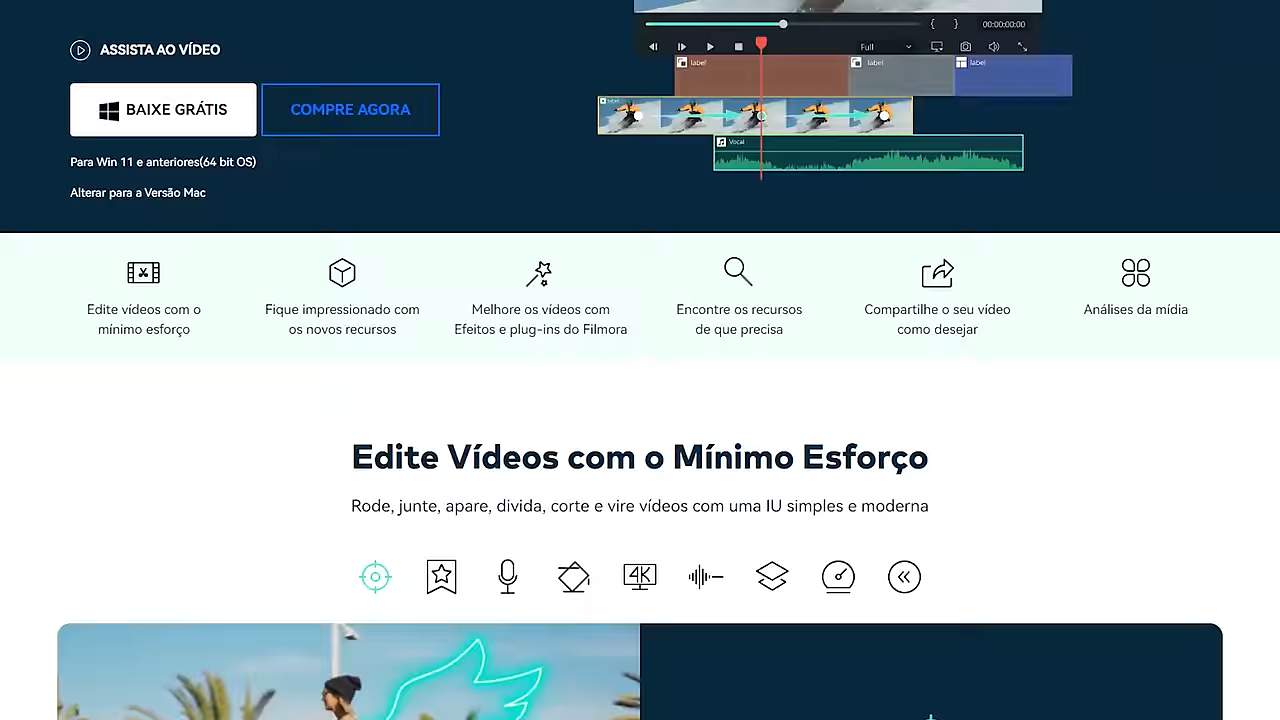 ASSISTA AO VÍDEO
BAIXE GRÁTIS
COMPRE AGORA
Para Win 11 e anteriores(64 bit OS)
Alterar para a Versão Mac
{ }
00:00:00:00
Full
label
label
label
Vocal
Edite vídeos com o
mínimo esforço
Fique impressionado com
os novos recursos
Melhore os vídeos com
Efeitos e plug-ins do Filmora
Encontre os recursos
de que precisa
Compartilhe o seu vídeo
como desejar
Análises da mídia
Edite Vídeos com o Mínimo Esforço
Rode, junte, apare, divida, corte e vire vídeos com uma IU simples e moderna
4K